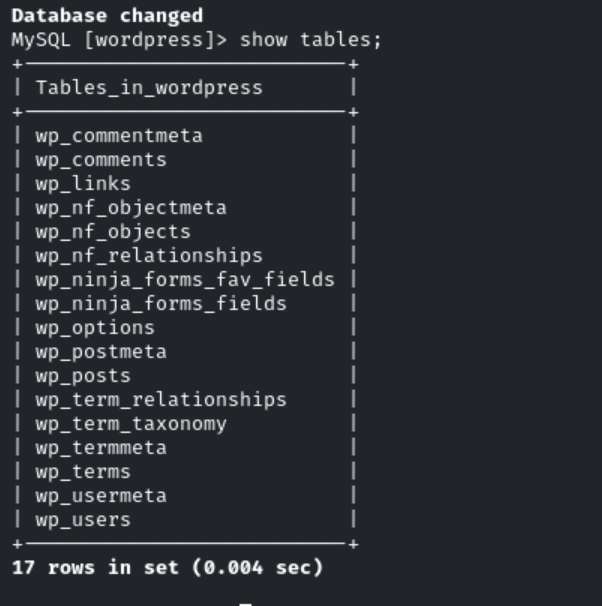 Database changed
MySQL [wordpress]> show tables;
+---------------------------+
| Tables_in_wordpress       |
+---------------------------+
| wp_commentmeta            |
| wp_comments               |
| wp_links                  |
| wp_nf_objectmeta          |
| wp_nf_objects             |
| wp_nf_relationships       |
| wp_ninja_forms_fav_fields |
| wp_ninja_forms_fields     |
| wp_options                |
| wp_postmeta               |
| wp_posts                  |
| wp_term_relationships     |
| wp_term_taxonomy          |
| wp_termmeta               |
| wp_terms                  |
| wp_usermeta               |
| wp_users                  |
+---------------------------+
17 rows in set (0.004 sec)